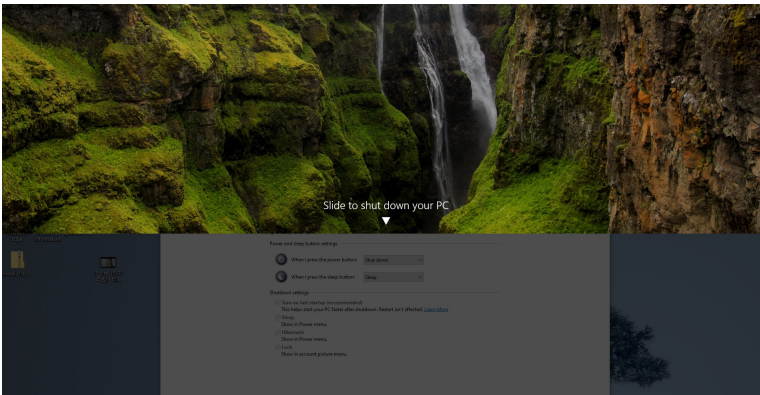 Slide to shut down your PC
Power and sleep button settings
When I press the power button: Shut down
When I press the sleep button: Sleep
Shutdown settings
Turn on fast startup (recommended)
This helps start your PC faster after shutdown. Restart isn't affected. Learn More
Sleep
Show in Power menu.
Hibernate
Show in Power menu.
Lock
Show in account picture menu.